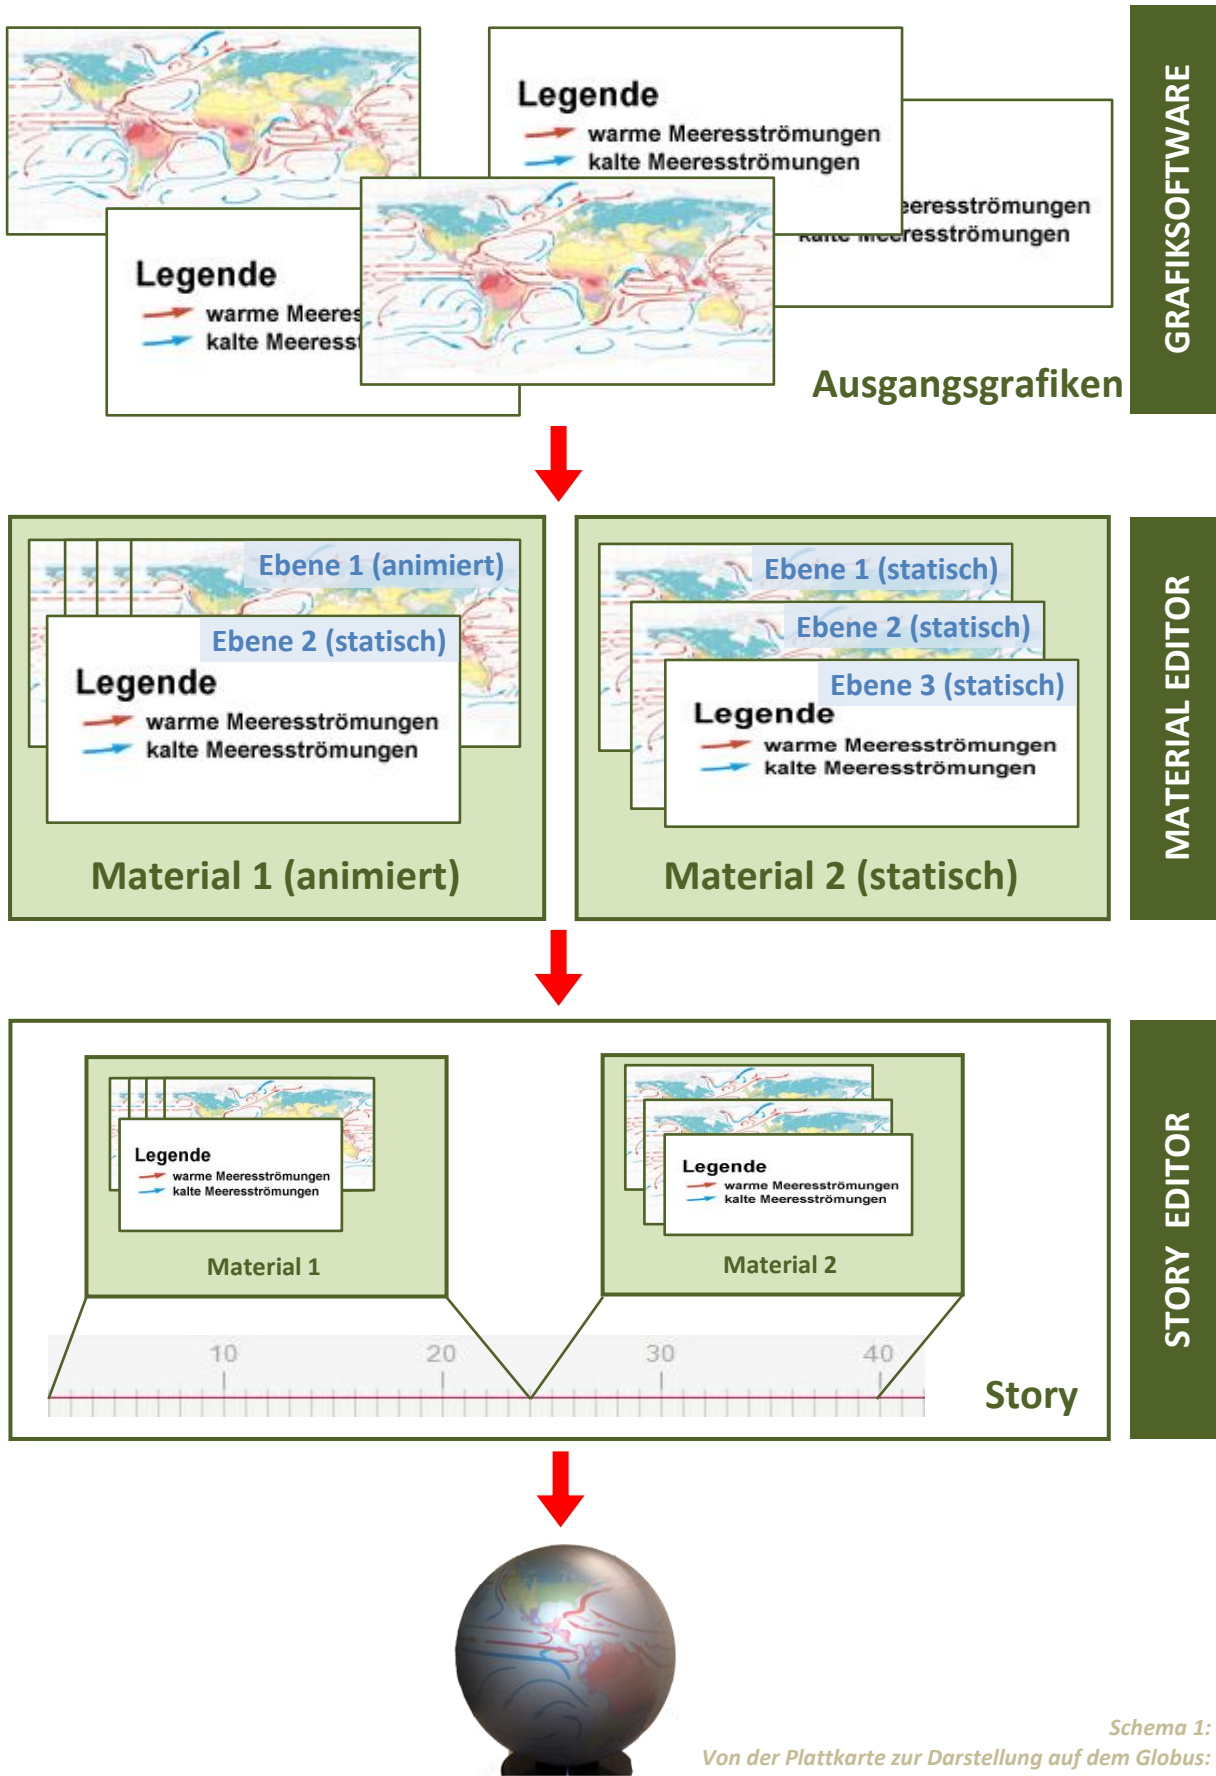 Legende
warme Meeresströmungen
kalte Meeresströmungen
eeresströmungen
kalte Meeresströmungen
Legende
warme Meeres
kalte Meeresst
Ausgangsgrafiken
GRAFIKSOFTWARE
Ebene 1 (animiert)
Ebene 2 (statisch)
Legende
warme Meeresströmungen
kalte Meeresströmungen
Material 1 (animiert)
Ebene 1 (statisch)
Ebene 2 (statisch)
Ebene 3 (statisch)
Legende
warme Meeresströmungen
kalte Meeresströmungen
Material 2 (statisch)
MATERIAL EDITOR
Legende
warme Meeresströmungen
kalte Meeresströmungen
Material 1
Legende
warme Meeresströmungen
kalte Meeresströmungen
Material 2
10 20 30 40
Story
STORY EDITOR
Schema 1:
Von der Plattkarte zur Darstellung auf dem Globus: